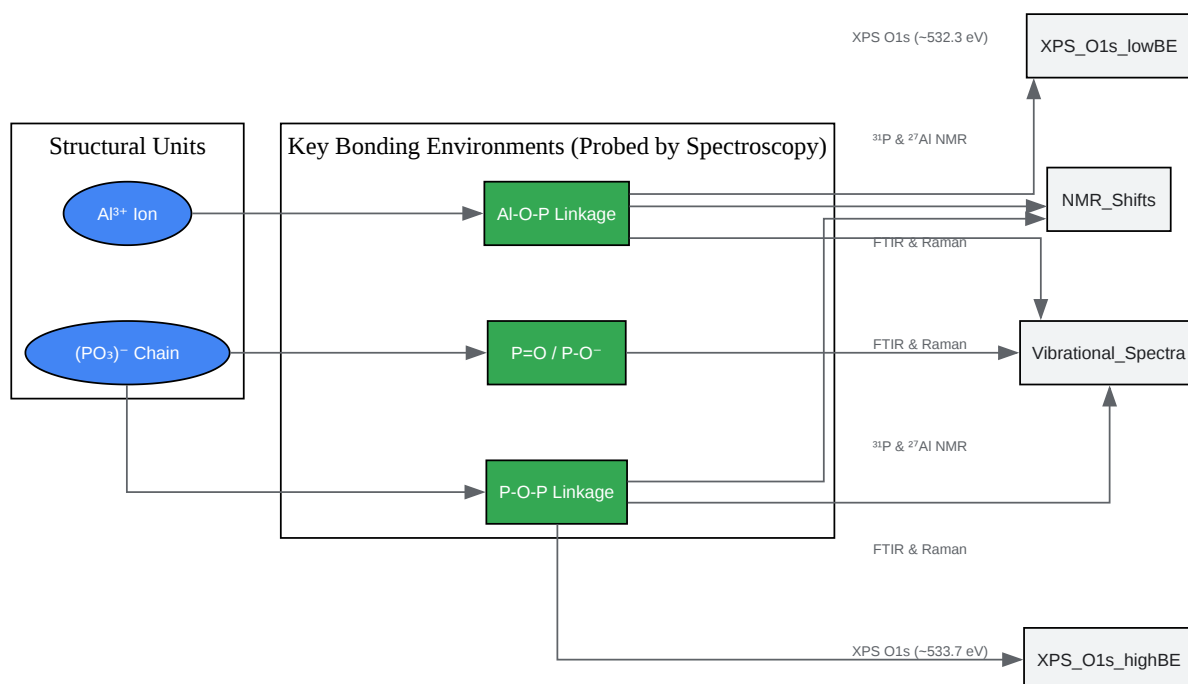 XPS O1s (~532.3 eV)
XPS_O1s_lowBE
Structural Units
Key Bonding Environments (Probed by Spectroscopy)
³¹P & ²⁷Al NMR
Al³⁺ Ion
Al-O-P Linkage
NMR_Shifts
FTIR & Raman
(PO₃)⁻ Chain
P=O / P-O⁻
FTIR & Raman
Vibrational_Spectra
³¹P & ²⁷Al NMR
P-O-P Linkage
FTIR & Raman
XPS O1s (~533.7 eV)
XPS_O1s_highBE